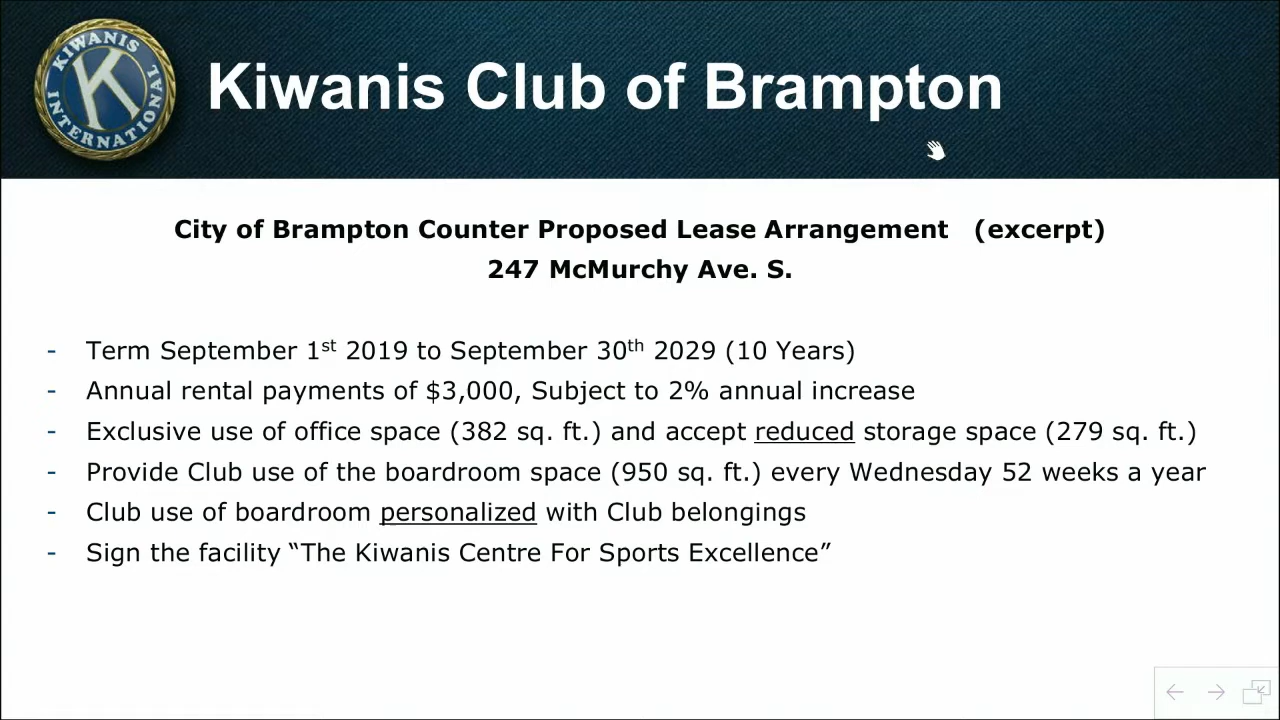 KIWANIS
K
INTERNATIONAL
Kiwanis Club of Brampton
City of Brampton Counter Proposed Lease Arrangement (excerpt)
247 McMurchy Ave. S.
- Term September 1st 2019 to September 30th 2029 (10 Years)
- Annual rental payments of $3,000, Subject to 2% annual increase
- Exclusive use of office space (382 sq. ft.) and accept reduced storage space (279 sq. ft.)
- Provide Club use of the boardroom space (950 sq. ft.) every Wednesday 52 weeks a year
- Club use of boardroom personalized with Club belongings
- Sign the facility “The Kiwanis Centre For Sports Excellence”